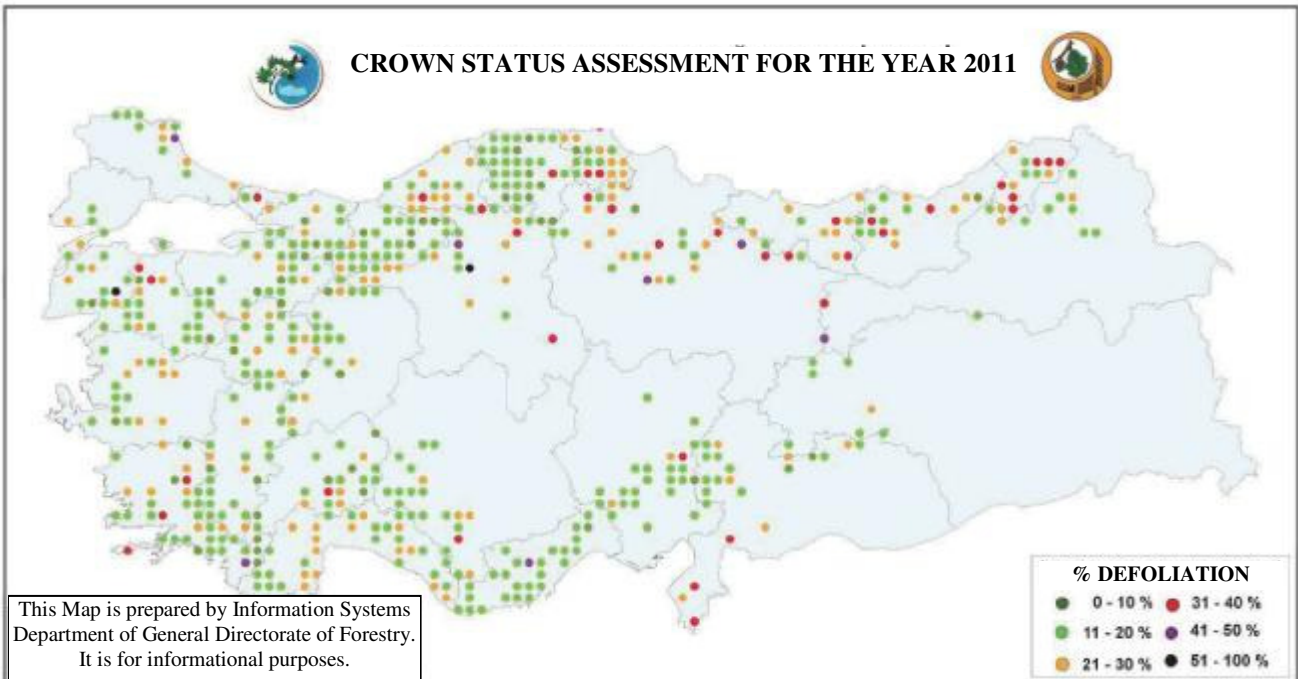 CROWN STATUS ASSESSMENT FOR THE YEAR 2011
% DEFOLIATION
0 - 10 %
31 - 40 %
11 - 20 %
41 - 50 %
21 - 30 %
51 - 100 %
This Map is prepared by Information Systems
Department of General Directorate of Forestry.
It is for informational purposes.